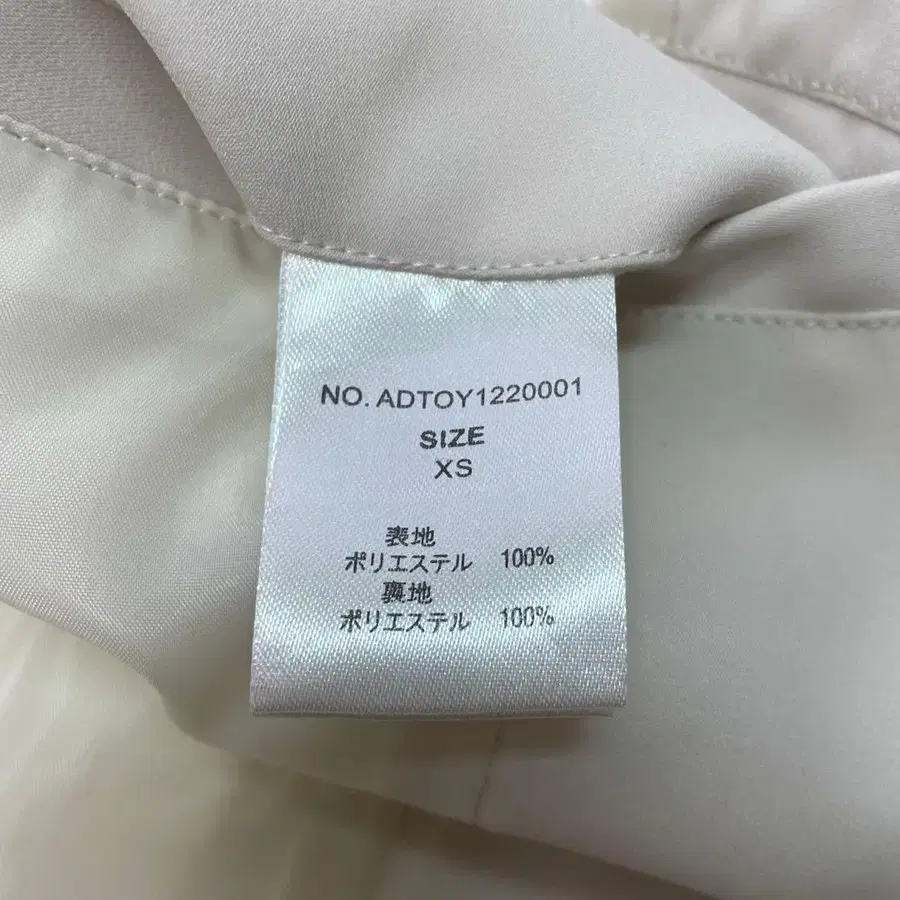 NO. ADTOY1220001
SIZE
XS
表地
ポリエステル 100%
裏地
ポリエステル 100%